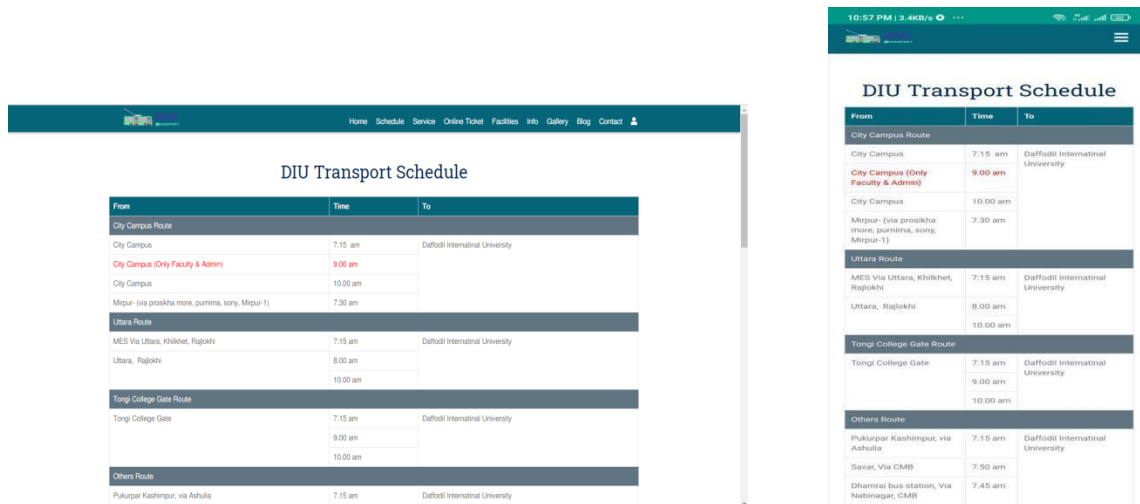 Home Schedule Service Online Ticket Facilities Info Gallery Blog Contact
DIU Transport Schedule
From Time To
City Campus Route
City Campus 7.15 am Daffodil Internatinal University
City Campus (Only Faculty & Admin) 9.00 am
City Campus 10.00 am
Mirpur- (via prosikha more, purnima, sony, Mirpur-1) 7.30 am
Uttara Route
MES Via Uttara, Khilkhet, Rajlokhi 7:15 am Daffodil Internatinal University
Uttara, Rajlokhi 8.00 am
10.00 am
Tongi College Gate Route
Tongi College Gate 7.15 am Daffodil Internatinal University
9.00 am
10.00 am
Others Route
Pukurpar Kashimpur, via Ashulia 7.15 am Daffodil Internatinal University
10:57 PM | 3.4KB/s
DIU Transport Schedule
From Time To
City Campus Route
City Campus 7.15 am Daffodil Internatinal
University
City Campus (Only 9.00 am
Faculty & Admin)
City Campus 10.00 am
Mirpur- (via prosikha 7.30 am
more, purnima, sony,
Mirpur-1)
Uttara Route
MES Via Uttara, Khilkhet, 7:15 am Daffodil Internatinal
Rajlokhi University
Uttara, Rajlokhi 8.00 am
10.00 am
Tongi College Gate Route
Tongi College Gate 7.15 am Daffodil Internatinal
University
9.00 am
10.00 am
Others Route
Pukurpar Kashimpur, via 7.15 am Daffodil Internatinal
Ashulia University
Savar, Via CMB 7.50 am
Dhamrai bus station, Via 7.45 am
Nabinagar, CMB